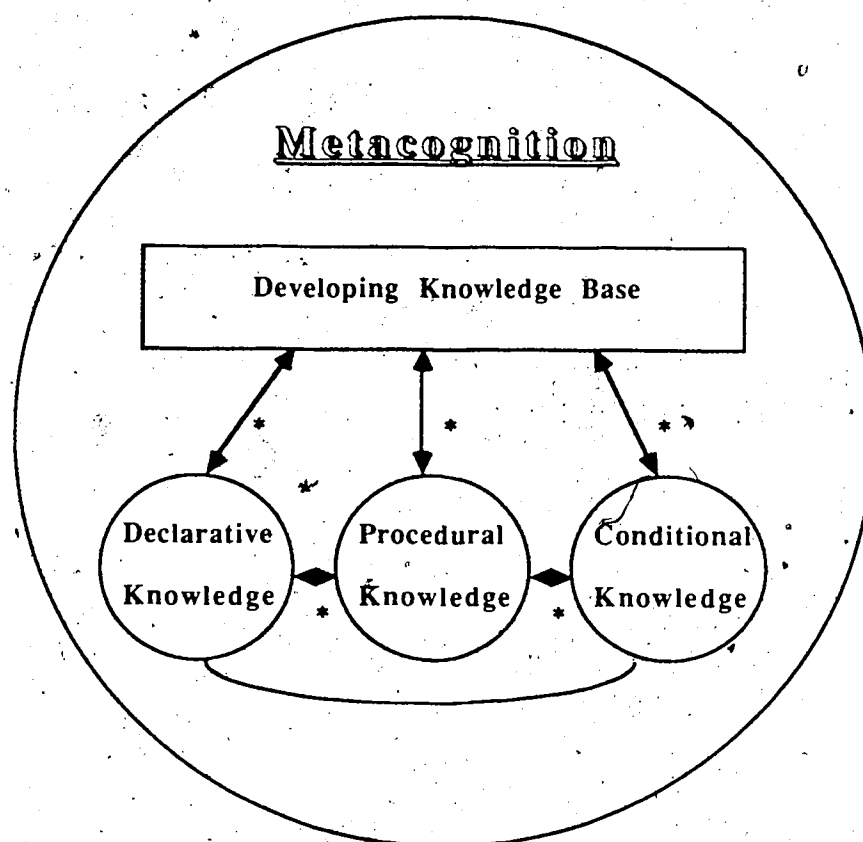 Metacognition
Developing Knowledge Base
*
*
*
Declarative
Knowledge
Procedural
Knowledge
Conditional
Knowledge
*
*